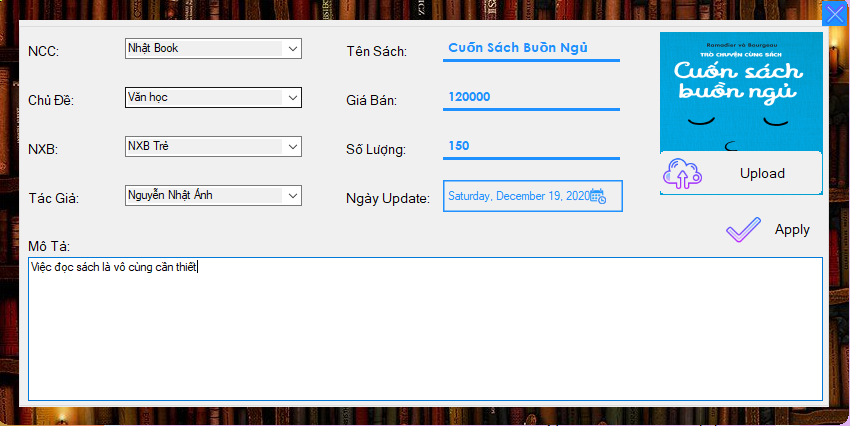 NCC:
Nhật Book
Tên Sách:
Cuốn Sách Buồn Ngủ
Chủ Đề:
Văn học
Giá Bán:
120000
NXB:
NXB Trẻ
Số Lượng:
150
Tác Giả:
Nguyễn Nhật Ánh
Ngày Update:
Saturday, December 19, 2020
Ramadier và Bourgeau
TRÒ CHUYỆN CÙNG SÁCH
Cuốn sách
buồn ngủ
Upload
Apply
Mô Tả:
Việc đọc sách là vô cùng cần thiết